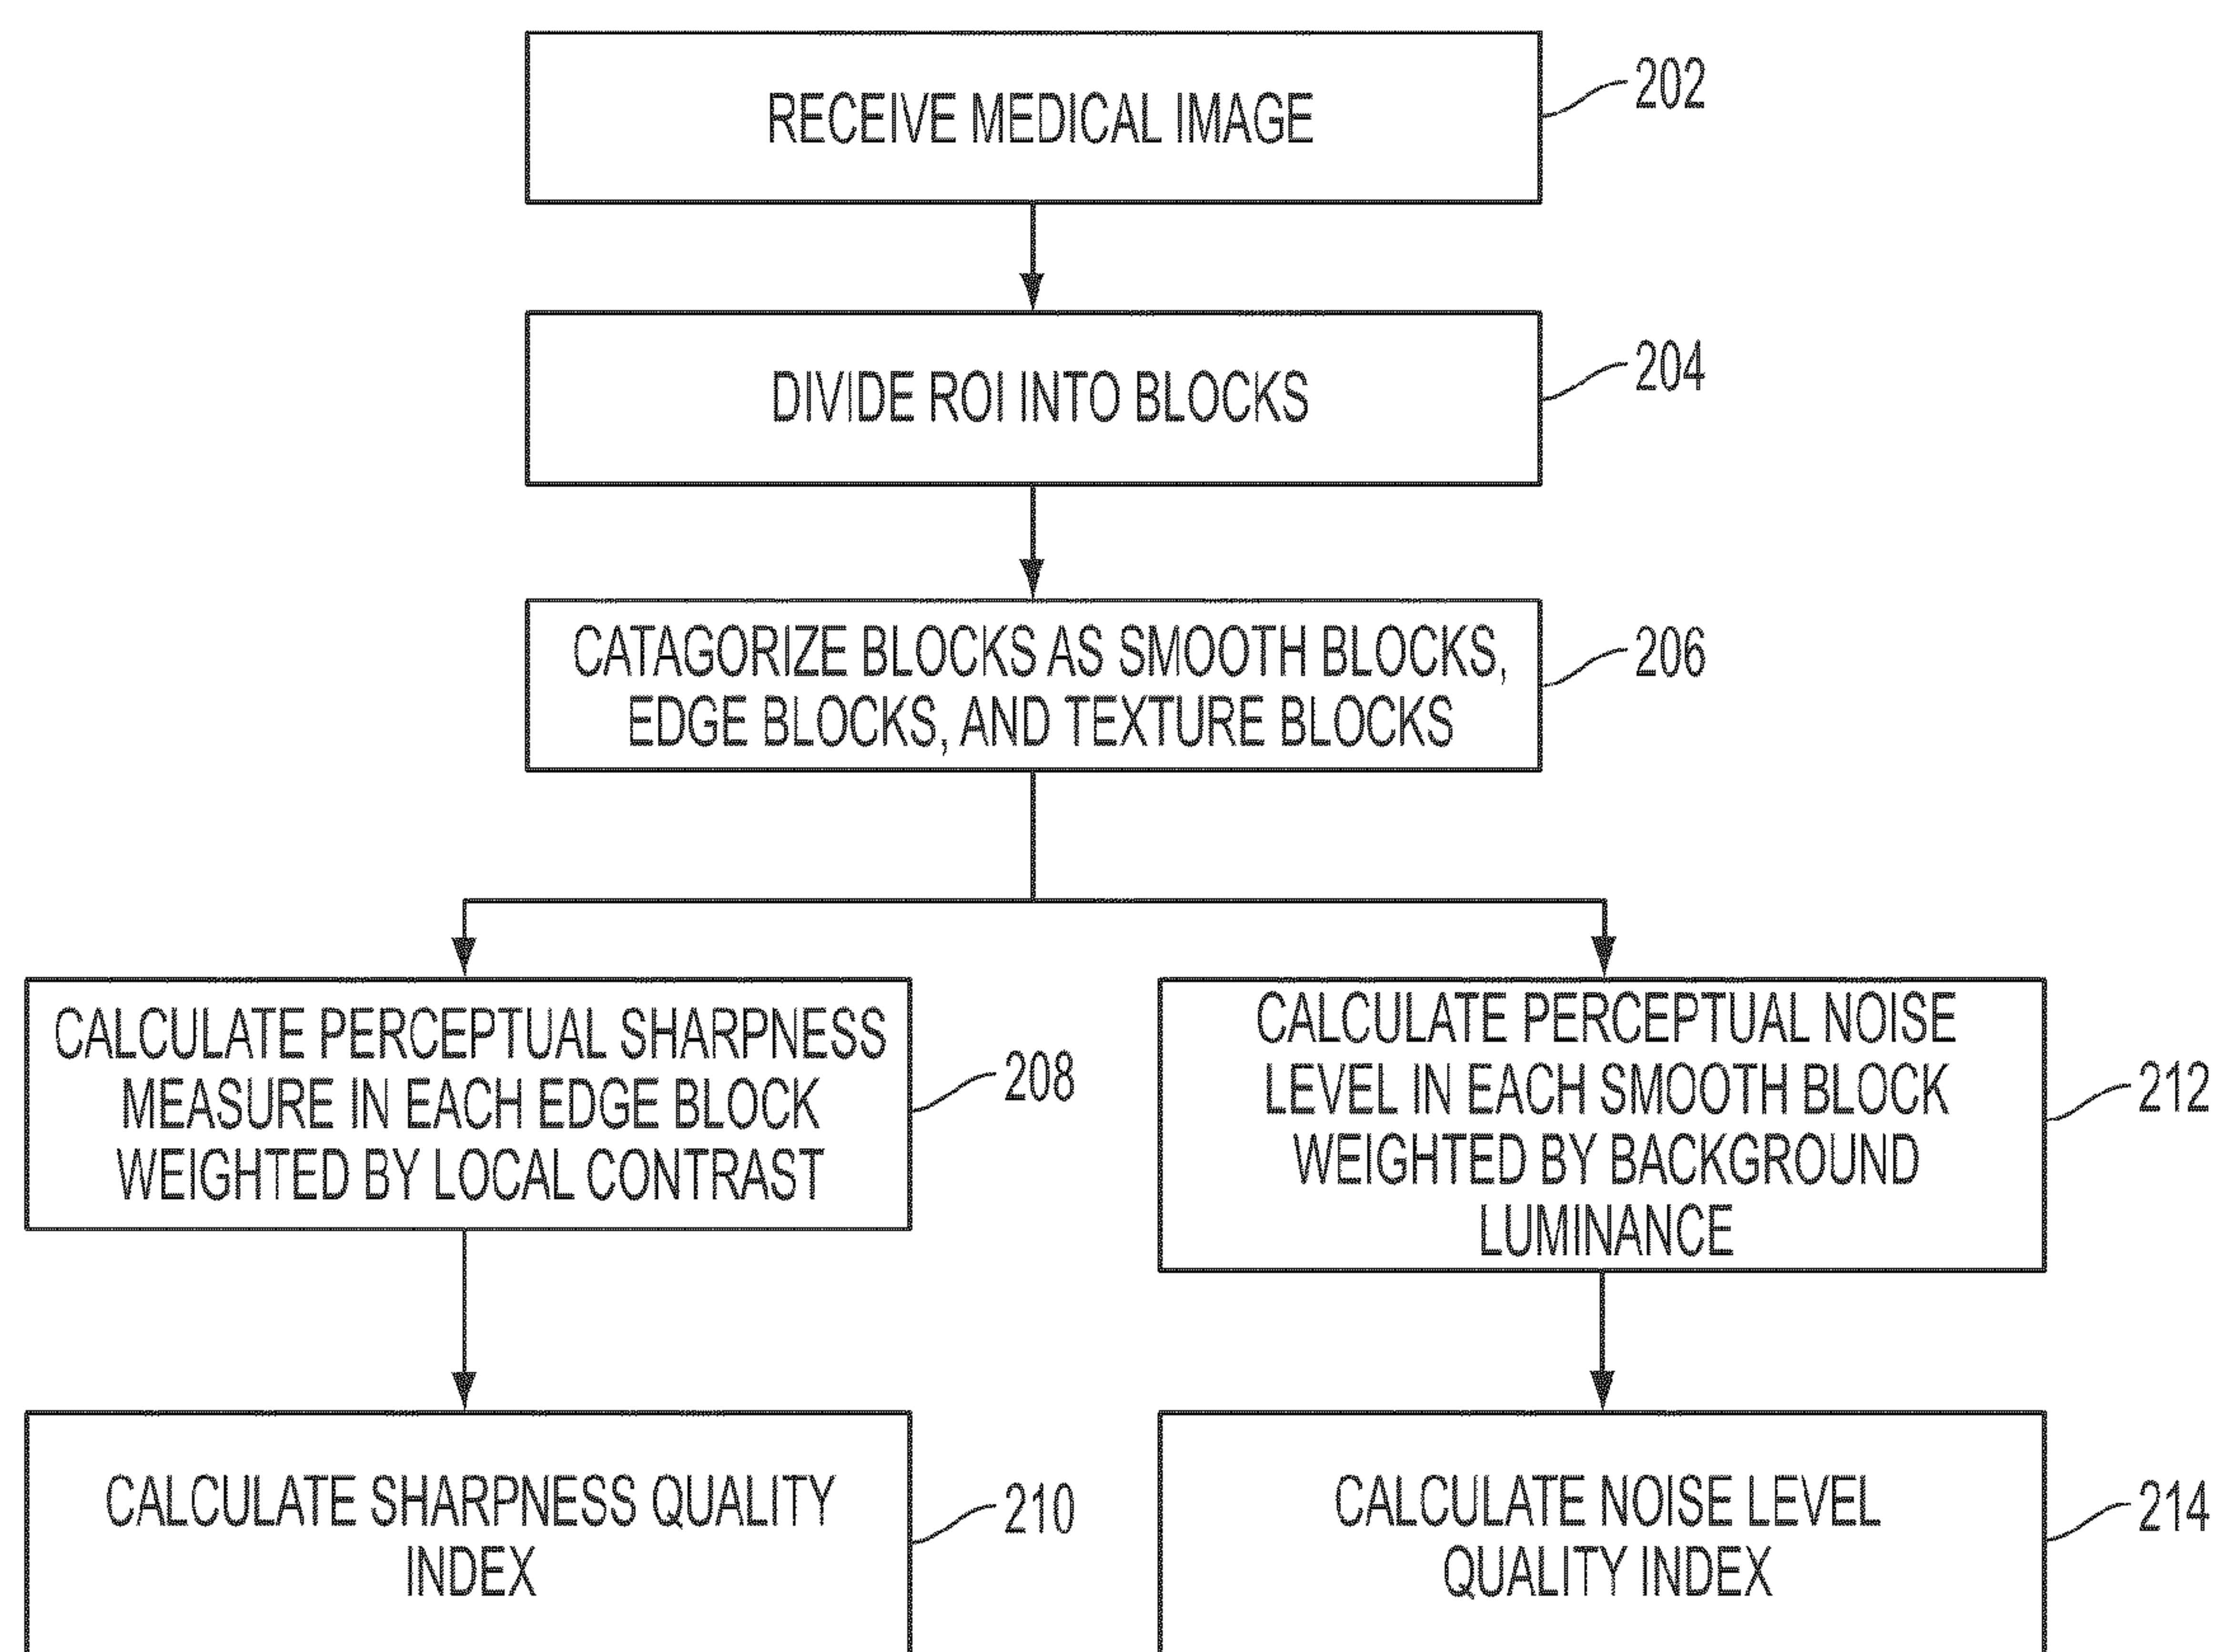 RECEIVE MEDICAL IMAGE
202
DIVIDE ROI INTO BLOCKS
204
CATAGORIZE BLOCKS AS SMOOTH BLOCKS,
EDGE BLOCKS, AND TEXTURE BLOCKS
206
CALCULATE PERCEPTUAL SHARPNESS
MEASURE IN EACH EDGE BLOCK
WEIGHTED BY LOCAL CONTRAST
208
CALCULATE PERCEPTUAL NOISE
LEVEL IN EACH SMOOTH BLOCK
WEIGHTED BY BACKGROUND
LUMINANCE
212
CALCULATE SHARPNESS QUALITY
INDEX
210
CALCULATE NOISE LEVEL
QUALITY INDEX
214